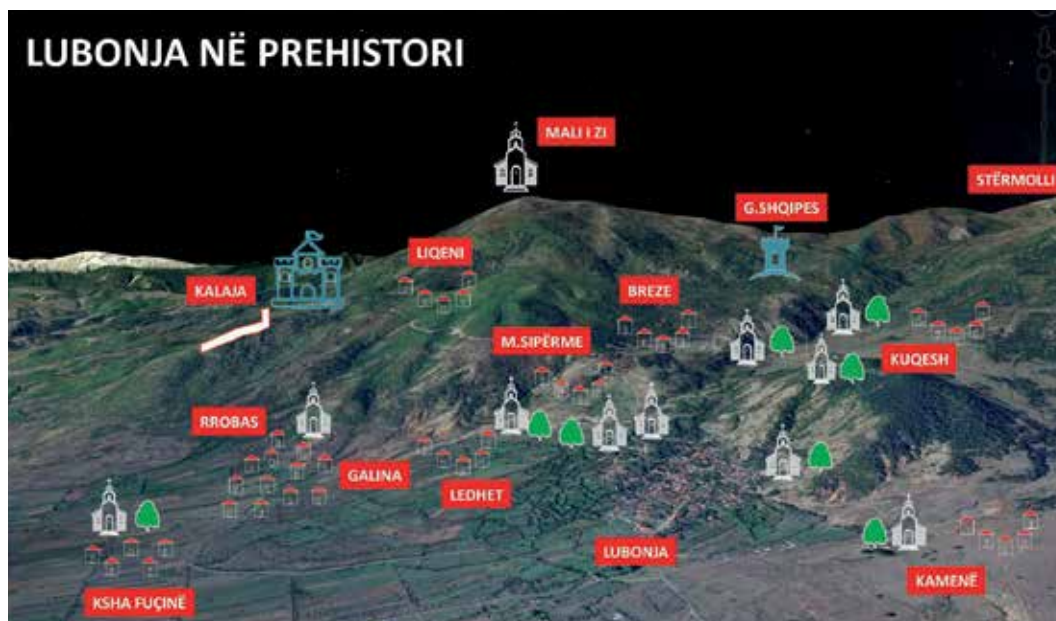 LUBONJA NË PREHISTORI
MALI I ZI
STËRMOLLI
G.SHQIPES
LIQENI
KALAJA
BREZE
M.SIPËRME
KUQESH
RROBAS
GALINA
LEDHET
LUBONJA
KAMENË
KSHA FUÇINË